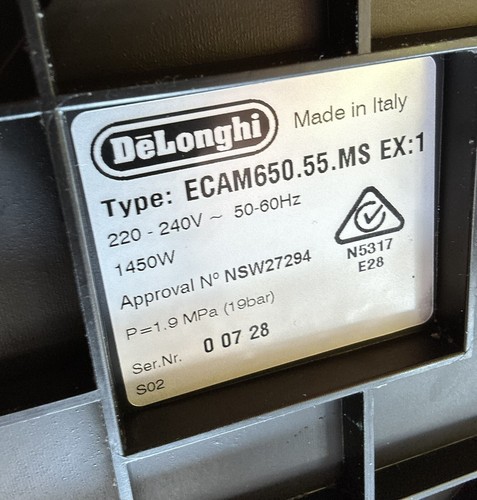 DēLonghi Made in Italy
Type: ECAM650.55.MS EX:1
220 - 240V ~ 50-60Hz
1450W
Approval Nº NSW27294
N5317
E28
P=1.9 MPa (19bar)
Ser.Nr. 0 07 28
S02